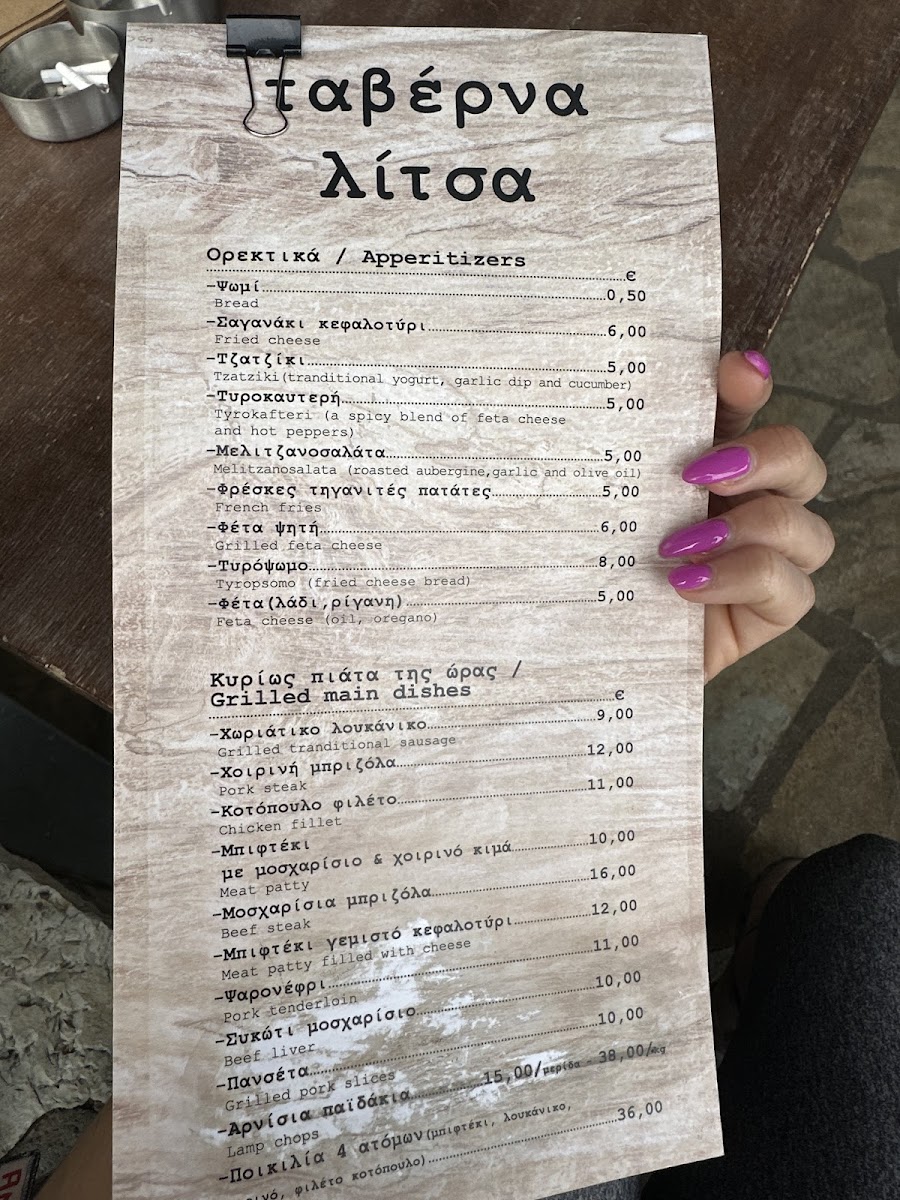 ταβέρνα
λίτσα
Ορεκτικά / Apperitizers
€
-Ψωμί 0,50
Bread
-Σαγανάκι κεφαλοτύρι 6,00
Fried cheese
-Τζατζίκι 5,00
Tzatziki(tranditional yogurt, garlic dip and cucumber)
-Τυροκαυτερή 5,00
Tyrokafteri (a spicy blend of feta cheese
and hot peppers)
-Μελιτζανοσαλάτα 5,00
Melitzanosalata (roasted aubergine,garlic and olive oil)
-Φρέσκες τηγανιτές πατάτες 5,00
French fries
-Φέτα ψητή 6,00
Grilled feta cheese
-Τυρόψωμο 8,00
Tyropsomo (fried cheese bread)
-Φέτα(λάδι,ρίγανη) 5,00
Feta cheese (oil, oregano)
Κυρίως πιάτα της ώρας /
Grilled main dishes
€
-Χωριάτικο λουκάνικο 9,00
Grilled tranditional sausage
-Χοιρινή μπριζόλα 12,00
Pork steak
-Κοτόπουλο φιλέτο 11,00
Chicken fillet
-Μπιφτέκι
με μοσχαρίσιο & χοιρινό κιμά 10,00
Meat patty
-Μοσχαρίσια μπριζόλα 16,00
Beef steak
-Μπιφτέκι γεμιστό κεφαλοτύρι 12,00
Meat patty filled with cheese
-Ψαρονέφρι 11,00
Pork tenderloin
-Συκώτι μοσχαρίσιο 10,00
Beef liver
-Πανσέτα 10,00
Grilled pork slices
-Αρνίσια παϊδάκια 15,00/μερίδα - 38,00/κg
Lamp chops
-Ποικιλία 4 ατόμων(μπιφτέκι, λουκάνικο,
φιλέτο κοτόπουλο) 36,00